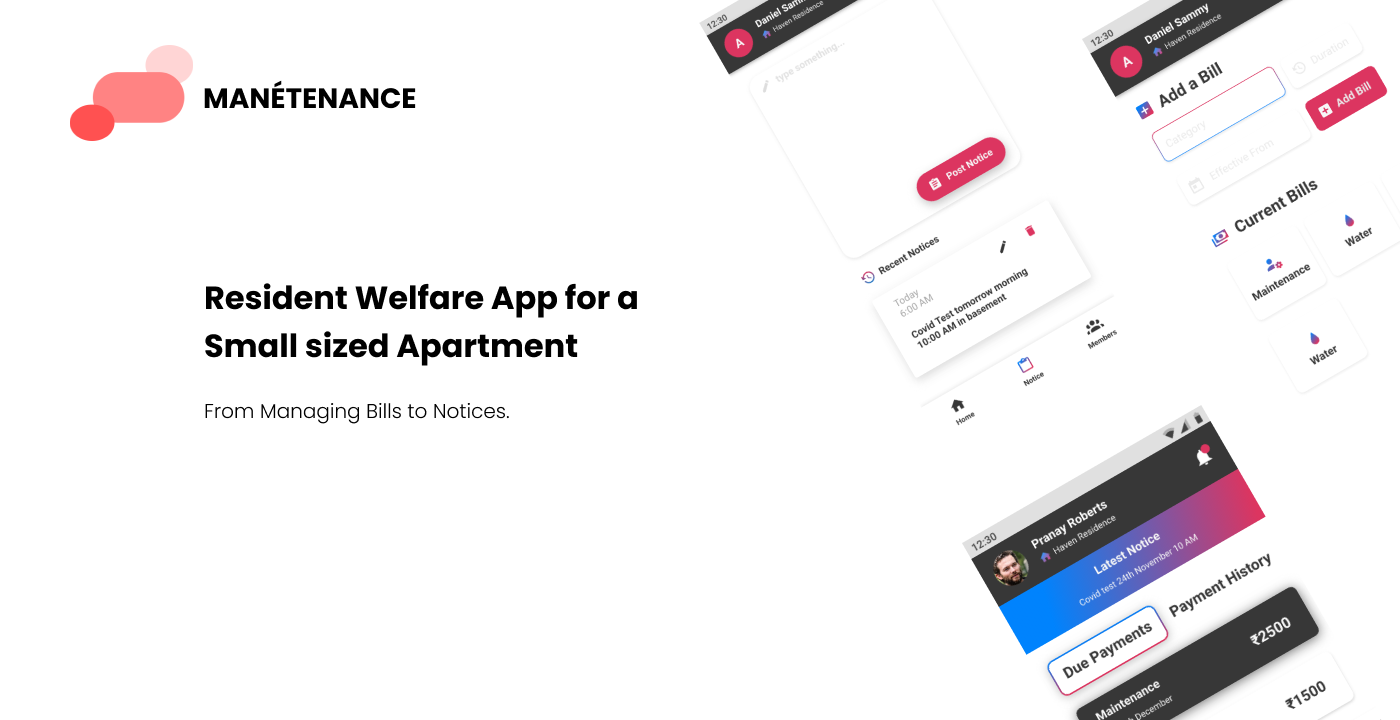 MANÉTENANCE
Resident Welfare App for a
Small sized Apartment
From Managing Bills to Notices.
12:30
A
Daniel Sammy
Haven Residence
type something...
Post Notice
Recent Notices
Today
6:00 AM
Covid Test tomorrow morning
10:00 AM in basement
Home
Notice
Members
12:30
A
Daniel Sammy
Haven Residence
Add a Bill
Category
Duration
Effective From
Add Bill
Current Bills
Maintenance
Water
Water
12:30
Pranay Roberts
Haven Residence
Latest Notice
Covid test 24th November 10 AM
Due Payments
Payment History
Maintenance
₹2500
December
₹1500